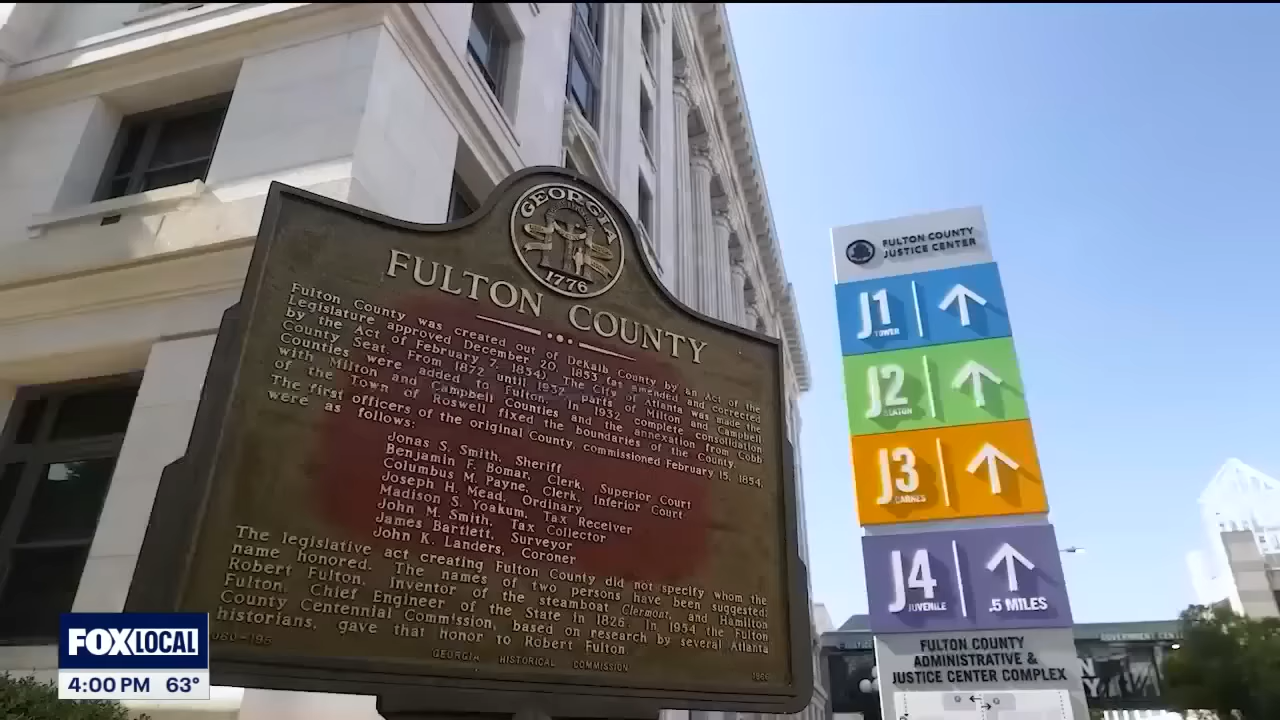 GEORGIA
1776
FULTON COUNTY
Fulton County was created out of DeKalb County by an Act of the
Legislature approved December 20, 1853 (as amended and corrected
by the Act of February 7, 1854). The City of Atlanta was made the
County Seat. From 1872 until 1932, parts of Milton and Campbell
Counties were added to Fulton. In 1932 complete consolidation
with Milton and Campbell Counties and the annexation from Cobb
of the Town of Roswell fixed the boundaries of the County.
The first officers of the original County, commissioned February 15, 1854,
were as follows:
Jonas S. Smith, Sheriff
Benjamin F. Bomar, Clerk, Superior Court
Columbus M. Payne, Clerk, Inferior Court
Joseph H. Mead, Ordinary
Madison S. Yoakum, Tax Receiver
John M. Smith, Tax Collector
James Bartlett, Surveyor
John K. Landers, Coroner
The legislative act creating Fulton County did not specify whom the
name honored. The names of two persons have been suggested:
Robert Fulton, Inventor of the steamboat Clermont, and Hamilton
Fulton, Chief Engineer of the State in 1826. In 1954 the Fulton
County Centennial Commission, based on research by several Atlanta
historians, gave that honor to Robert Fulton.
060-195
GEORGIA HISTORICAL COMMISSION
FULTON COUNTY
JUSTICE CENTER
J1
TOWER
J2
SEATON
J3
CARNES
J4
JUVENILE
.5 MILES
FULTON COUNTY
ADMINISTRATIVE &
JUSTICE CENTER COMPLEX
FOX LOCAL
4:00 PM 63°